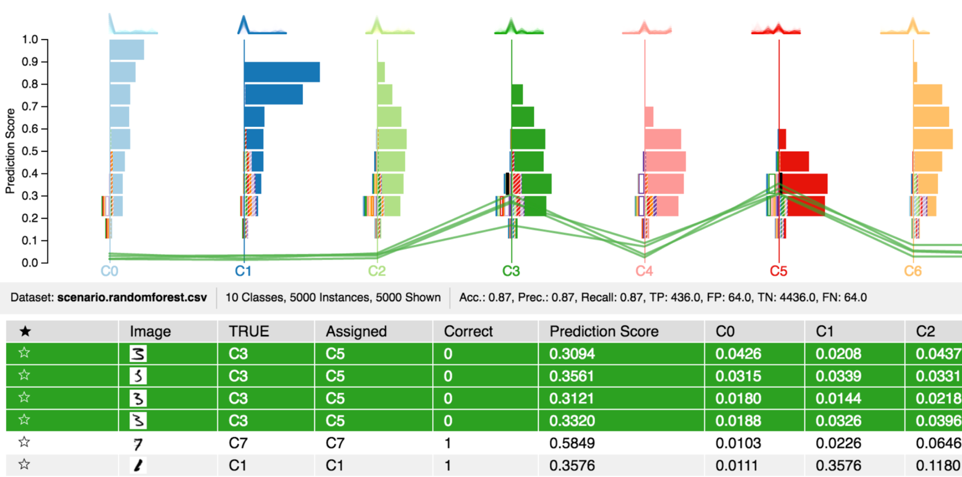 1.0
0.9
0.8
0.7
0.6
0.5
0.4
0.3
0.2
0.1
0.0
Prediction Score
C0 C1 C2 C3 C4 C5 C6
Dataset: scenario.randomforest.csv 10 Classes, 5000 Instances, 5000 Shown Acc.: 0.87, Prec.: 0.87, Recall: 0.87, TP: 436.0, FP: 64.0, TN: 4436.0, FN: 64.0
★ Image TRUE Assigned Correct Prediction Score C0 C1 C2
☆ 3 C3 C5 0 0.3094 0.0426 0.0208 0.0437
☆ 3 C3 C5 0 0.3561 0.0315 0.0339 0.0331
☆ 3 C3 C5 0 0.3121 0.0180 0.0144 0.0218
☆ 3 C3 C5 0 0.3320 0.0188 0.0326 0.0396
☆ 7 C7 C7 1 0.5849 0.0103 0.0226 0.0646
☆ 1 C1 C1 1 0.3576 0.0111 0.3576 0.1180